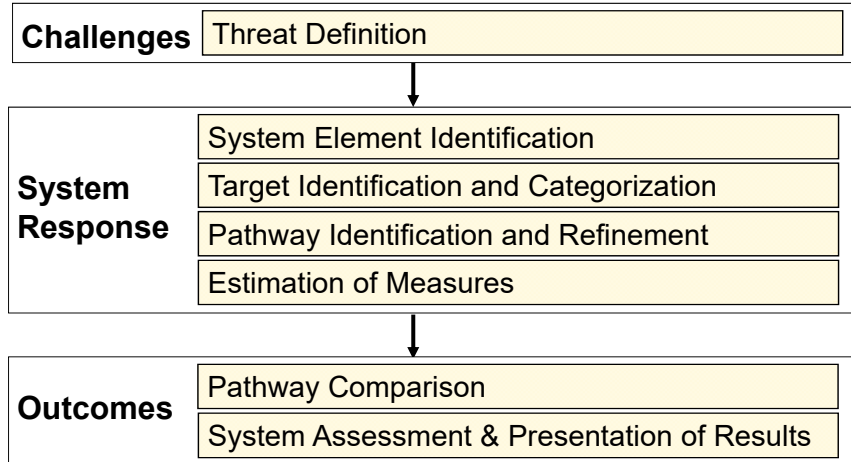 Challenges
Threat Definition
System
Response
System Element Identification
Target Identification and Categorization
Pathway Identification and Refinement
Estimation of Measures
Outcomes
Pathway Comparison
System Assessment & Presentation of Results